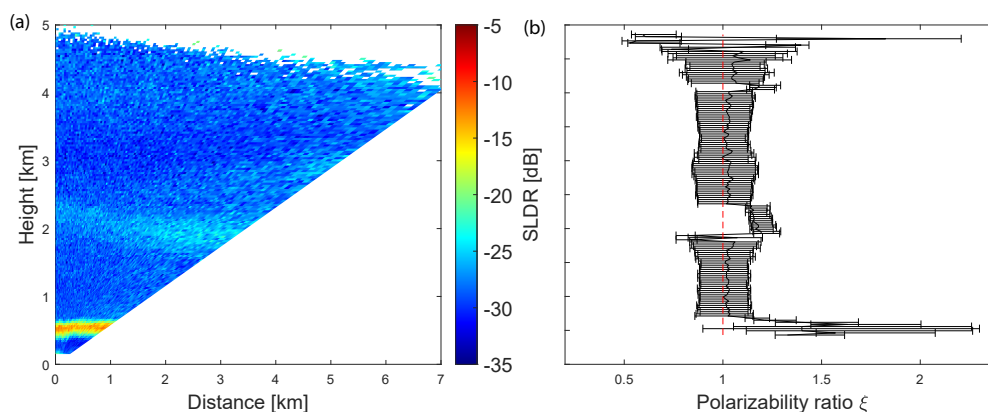 (a)
5
4
3
2
1
0
Height [km]
0 1 2 3 4 5 6 7
Distance [km]
-5
-10
-15
-20
-25
-30
-35
SLDR [dB]
(b)
0.5 1 1.5 2
Polarizability ratio ξ